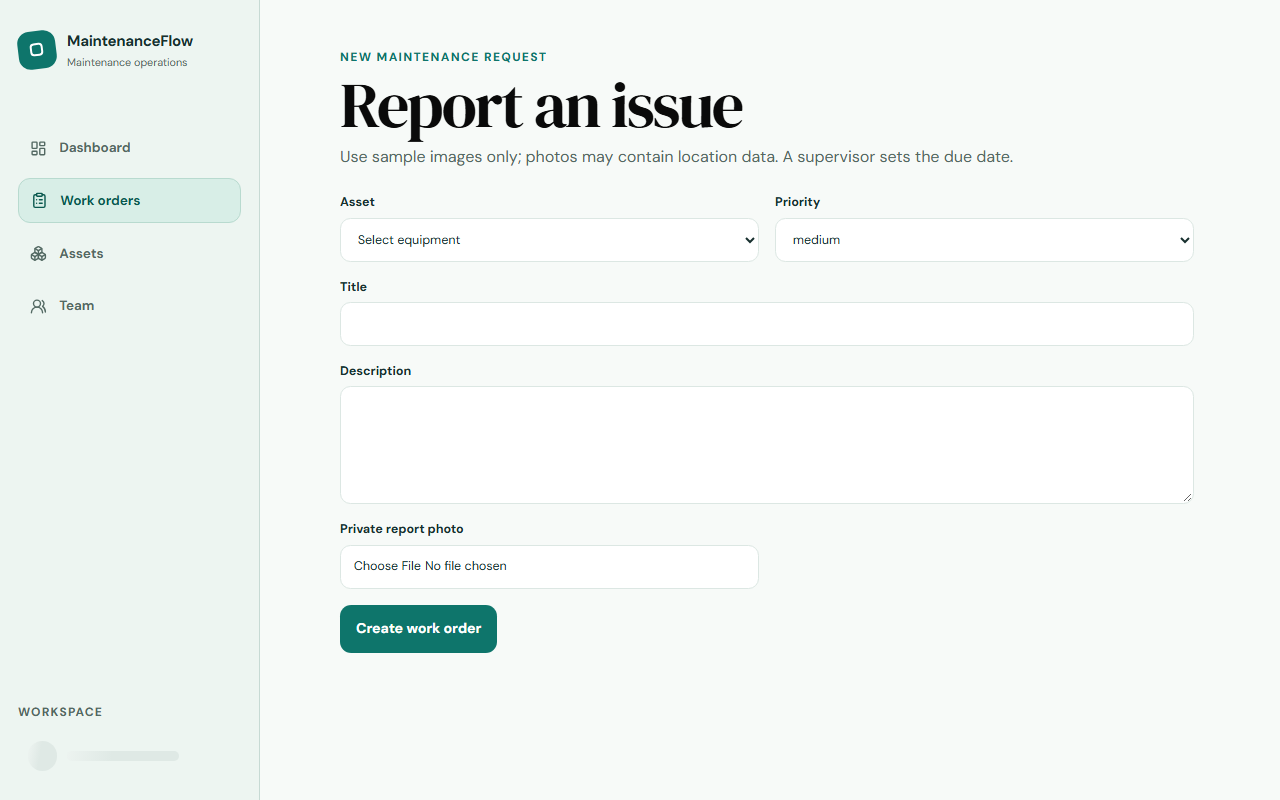 MaintenanceFlow
Maintenance operations
Dashboard
Work orders
Assets
Team
WORKSPACE
NEW MAINTENANCE REQUEST
Report an issue
Use sample images only; photos may contain location data. A supervisor sets the due date.
Asset
Priority
Select equipment
medium
Title
Description
Private report photo
Choose File No file chosen
Create work order